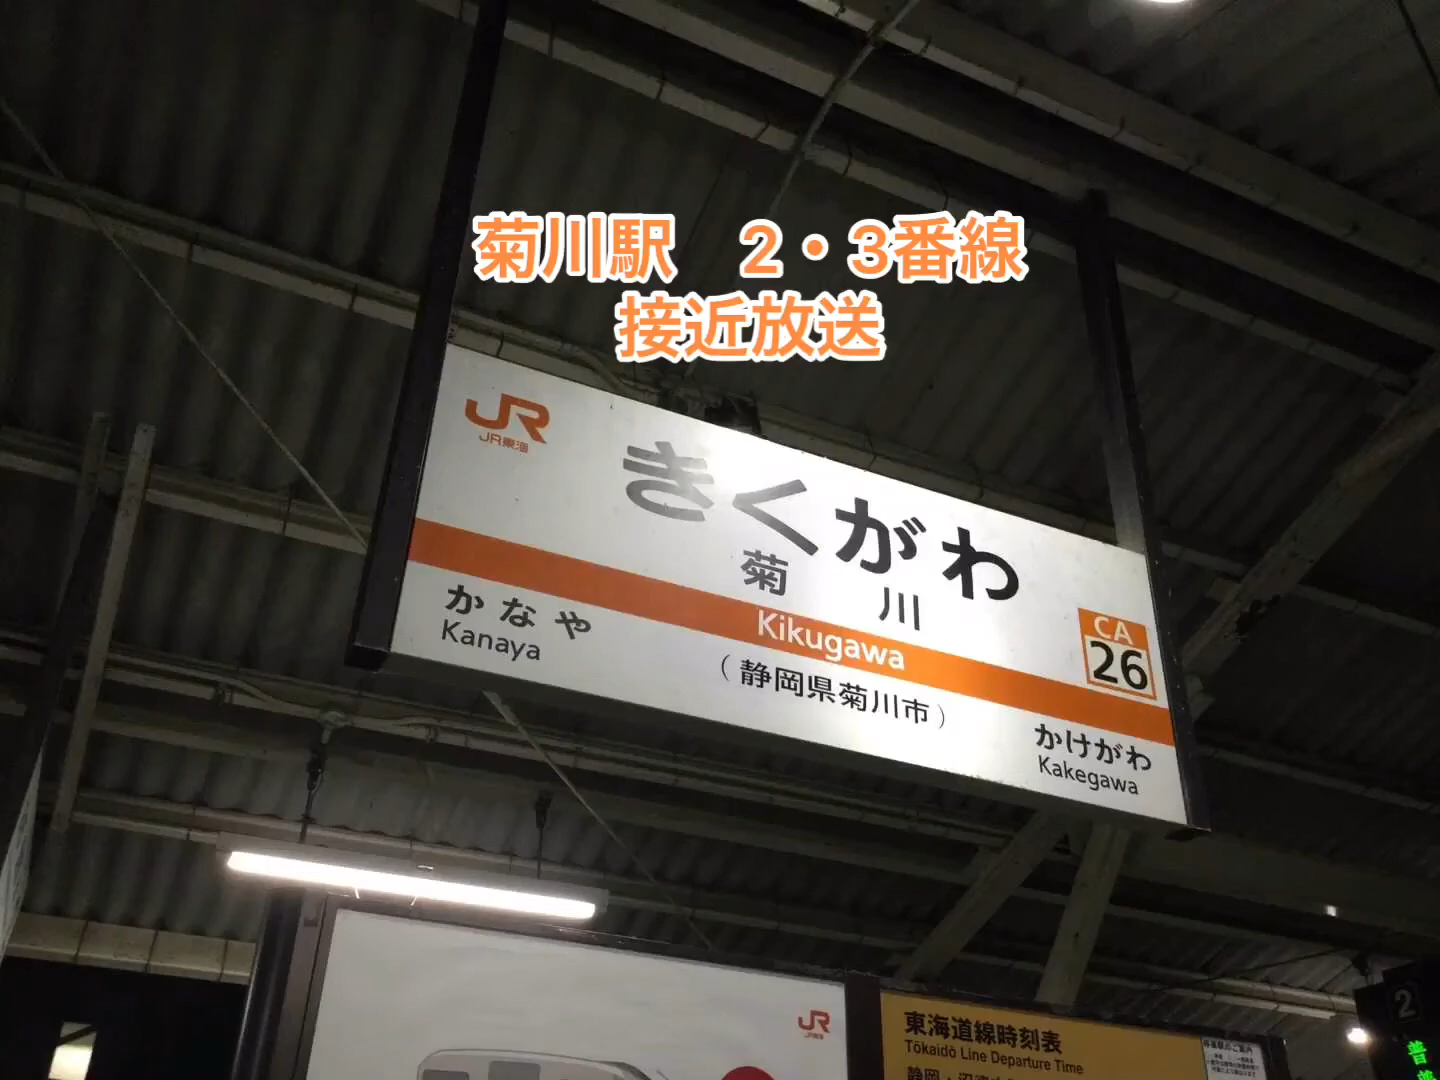 菊川駅　2・3番線
接近放送
JR
JR東海
きくがわ
菊川
Kikugawa
CA
26
かなや
Kanaya
(静岡県菊川市)
かけがわ
Kakegawa
JR
東海道線時刻表
Tōkaidō Line Departure Time
2
普